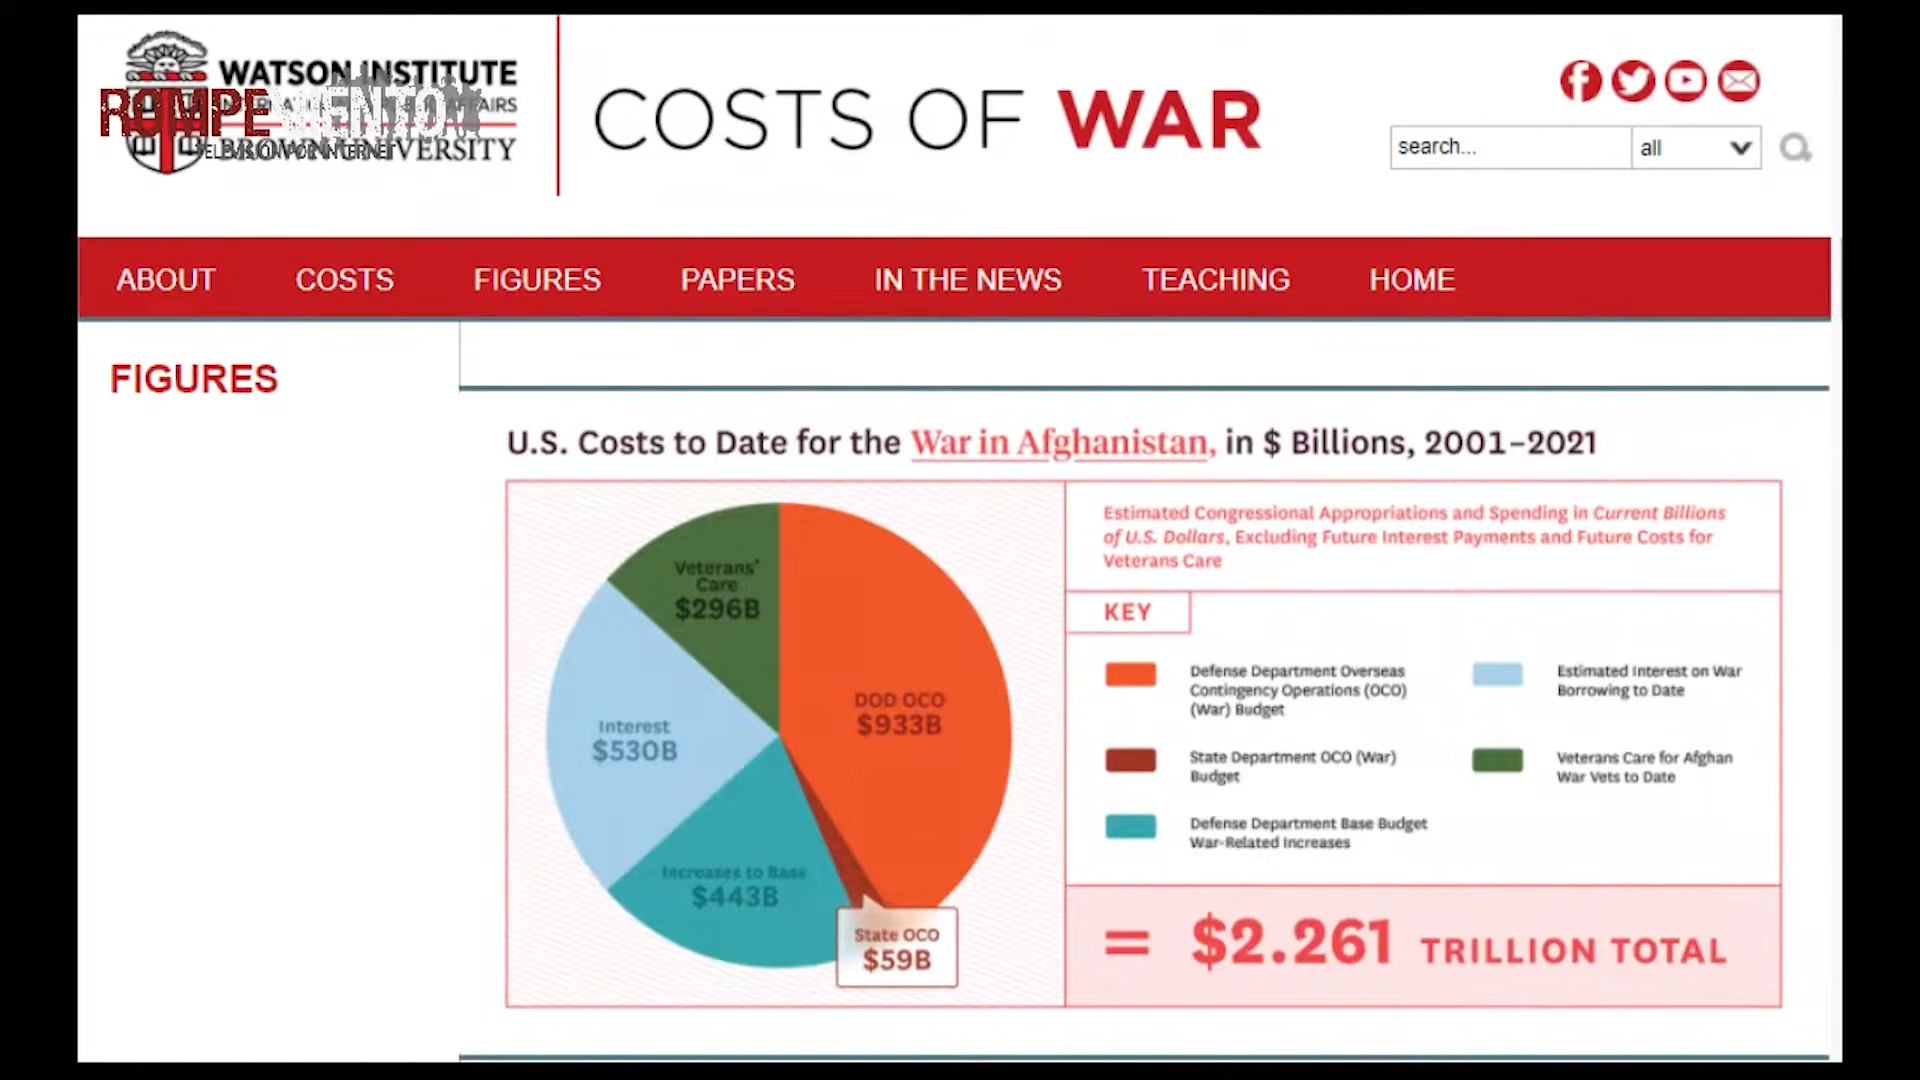 WATSON INSTITUTE
AFFAIRS
ROMPEVIENTO
TELEVISION POR INTERNET
BROWN UNIVERSITY
COSTS OF WAR
search...
all
ABOUT
COSTS
FIGURES
PAPERS
IN THE NEWS
TEACHING
HOME
FIGURES
U.S. Costs to Date for the War in Afghanistan, in $ Billions, 2001–2021
Veterans'
Care
$296B
DOD OCO
$933B
Interest
$530B
Increases to Base
$443B
State OCO
$59B
Estimated Congressional Appropriations and Spending in Current Billions
of U.S. Dollars, Excluding Future Interest Payments and Future Costs for
Veterans Care
KEY
Defense Department Overseas
Contingency Operations (OCO)
(War) Budget
State Department OCO (War)
Budget
Defense Department Base Budget
War-Related Increases
Estimated Interest on War
Borrowing to Date
Veterans Care for Afghan
War Vets to Date
= $2.261 TRILLION TOTAL